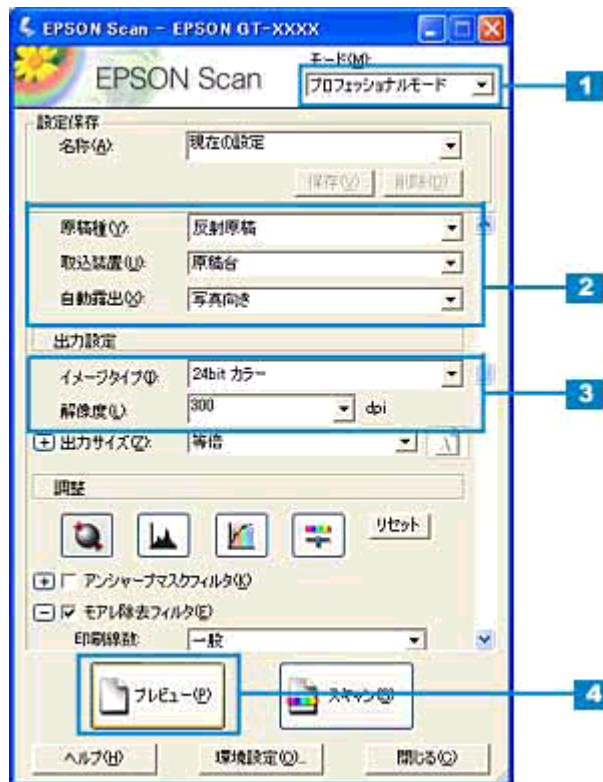 EPSON Scan - EPSON GT-XXXX
EPSON Scan
モード(M):
プロフェッショナルモード
1
設定保存
名称(A):
現在の設定
保存(V)
削除(D)
原稿種(Y):
反射原稿
取込装置(U):
原稿台
自動露出(X):
写真向き
2
出力設定
イメージタイプ(I):
24bit カラー
3
解像度(L):
300
dpi
出力サイズ(Z):
等倍
調整
リセット
アンシャープマスクフィルタ(K)
モアレ除去フィルタ(E)
印刷線数:
一般
プレビュー(P)
スキャン(S)
4
ヘルプ(H)
環境設定(O)...
閉じる(C)